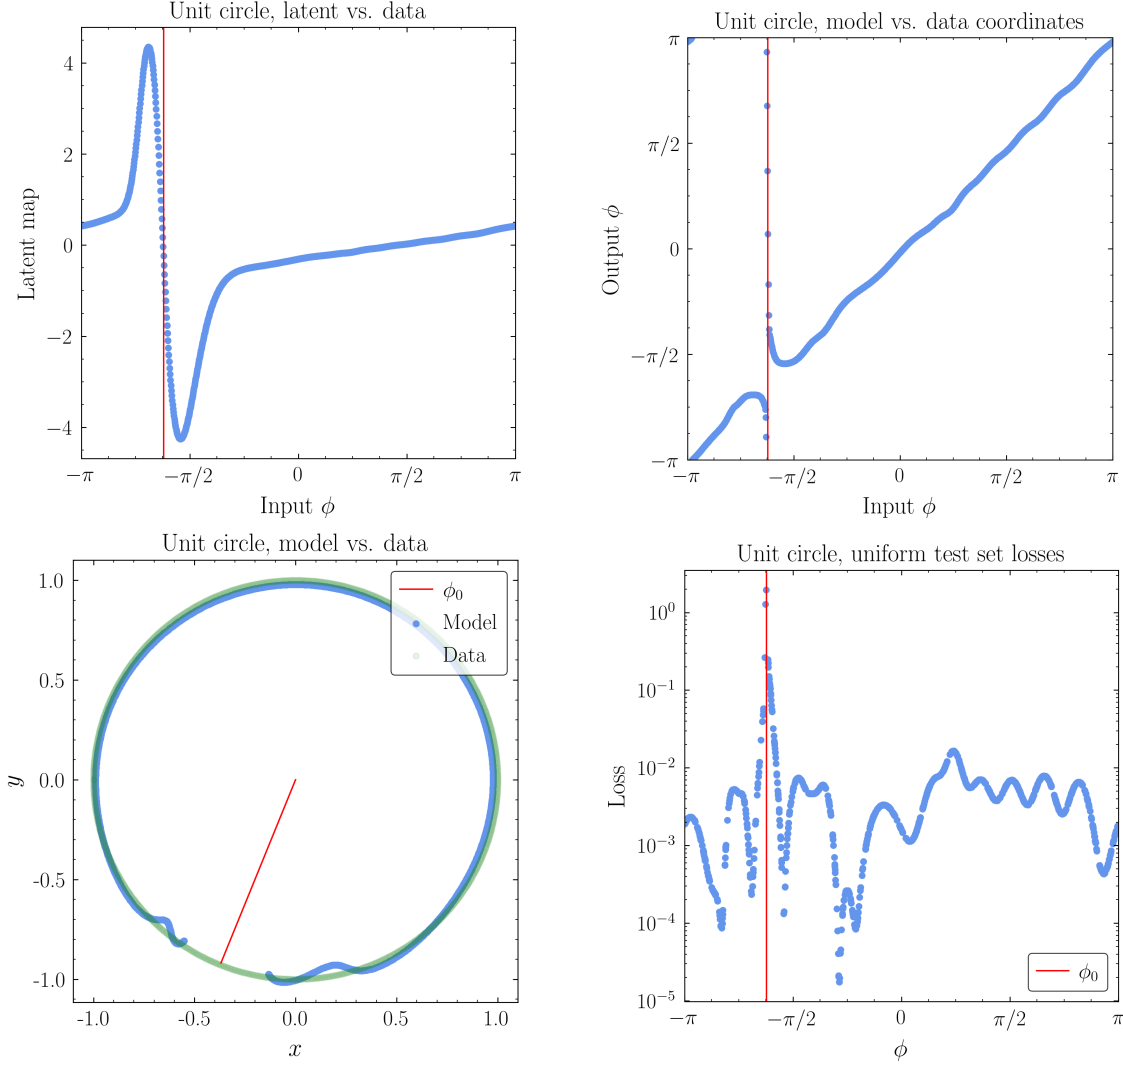 Unit circle, latent vs. data
4
2
0
−2
−4
Latent map
−π
−π/2
0
π/2
π
Input ϕ
Unit circle, model vs. data coordinates
π
π/2
0
−π/2
−π
Output ϕ
−π
−π/2
0
π/2
π
Input ϕ
Unit circle, model vs. data
ϕ₀
Model
Data
1.0
0.5
0.0
-0.5
-1.0
y
-1.0
-0.5
0.0
0.5
1.0
x
Unit circle, uniform test set losses
10⁰
10⁻¹
10⁻²
10⁻³
10⁻⁴
10⁻⁵
Loss
ϕ₀
−π
−π/2
0
π/2
π
ϕ